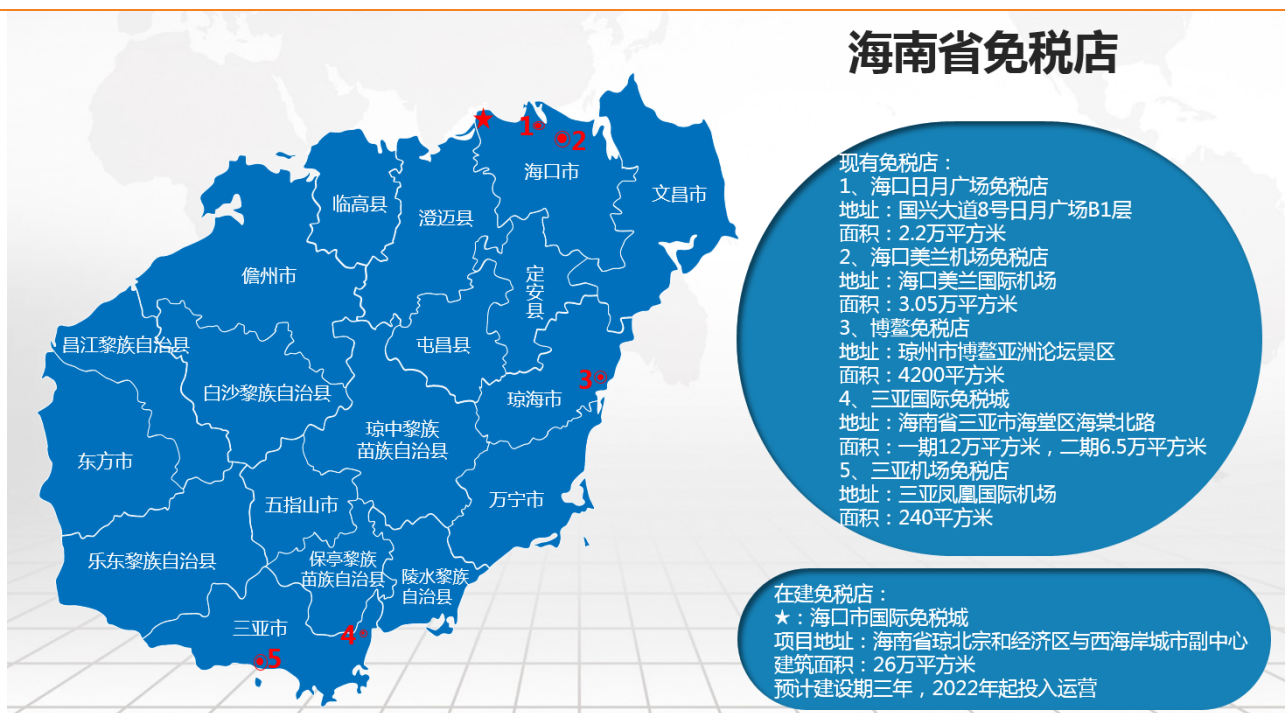 海南省免税店
现有免税店：
1、海口日月广场免税店
地址：国兴大道8号日月广场B1层
面积：2.2万平方米
2、海口美兰机场免税店
地址：海口美兰国际机场
面积：3.05万平方米
3、博鳌免税店
地址：琼州市博鳌亚洲论坛景区
面积：4200平方米
4、三亚国际免税城
地址：海南省三亚市海堂区海棠北路
面积：一期12万平方米，二期6.5万平方米
5、三亚机场免税店
地址：三亚凤凰国际机场
面积：240平方米
在建免税店：
★：海口市国际免税城
项目地址：海南省琼北宗和经济区与西海岸城市副中心
建筑面积：26万平方米
预计建设期三年，2022年起投入运营
★
1
2
海口市
文昌市
临高县
澄迈县
儋州市
定安县
昌江黎族自治县
屯昌县
3
白沙黎族自治县
琼海市
琼中黎族
苗族自治县
东方市
五指山市
万宁市
乐东黎族自治县
保亭黎族
苗族自治县
陵水黎族
自治县
三亚市
4
5